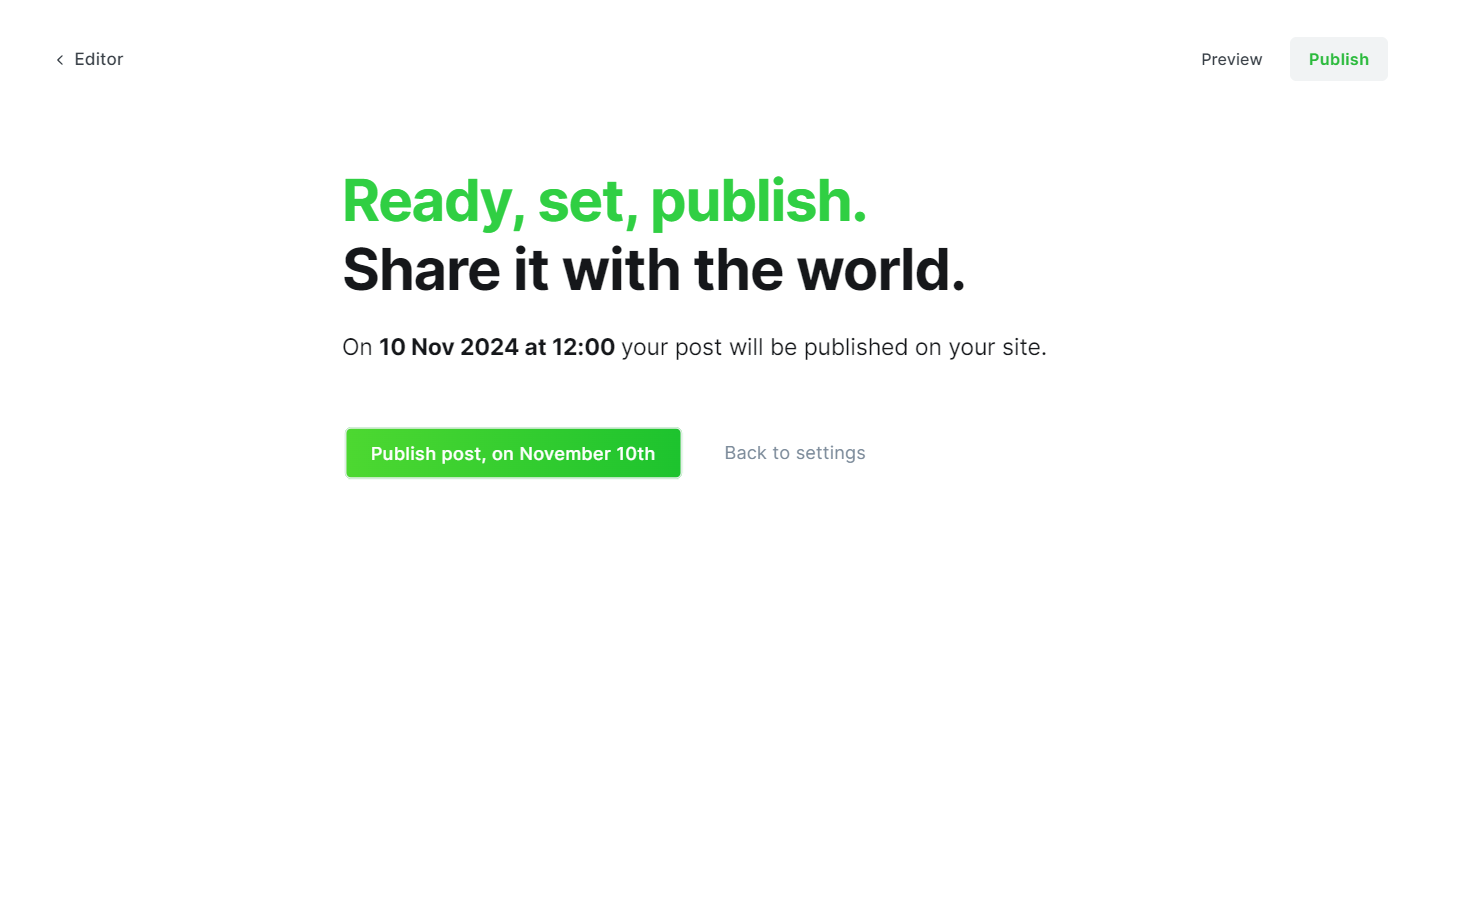 Editor
Preview
Publish
Ready, set, publish.
Share it with the world.
On 10 Nov 2024 at 12:00 your post will be published on your site.
Publish post, on November 10th
Back to settings